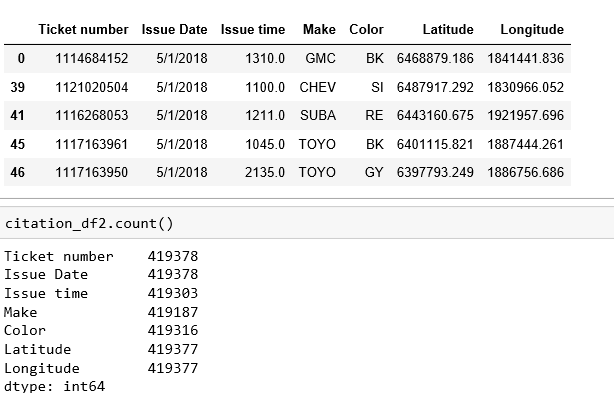 Ticket number Issue Date Issue time Make Color Latitude Longitude
0 1114684152 5/1/2018 1310.0 GMC BK 6468879.186 1841441.836
39 1121020504 5/1/2018 1100.0 CHEV SI 6487917.292 1830966.052
41 1116268053 5/1/2018 1211.0 SUBA RE 6443160.675 1921957.696
45 1117163961 5/1/2018 1045.0 TOYO BK 6401115.821 1887444.261
46 1117163950 5/1/2018 2135.0 TOYO GY 6397793.249 1886756.686
citation_df2.count()
Ticket number 419378
Issue Date 419378
Issue time 419303
Make 419187
Color 419316
Latitude 419377
Longitude 419377
dtype: int64